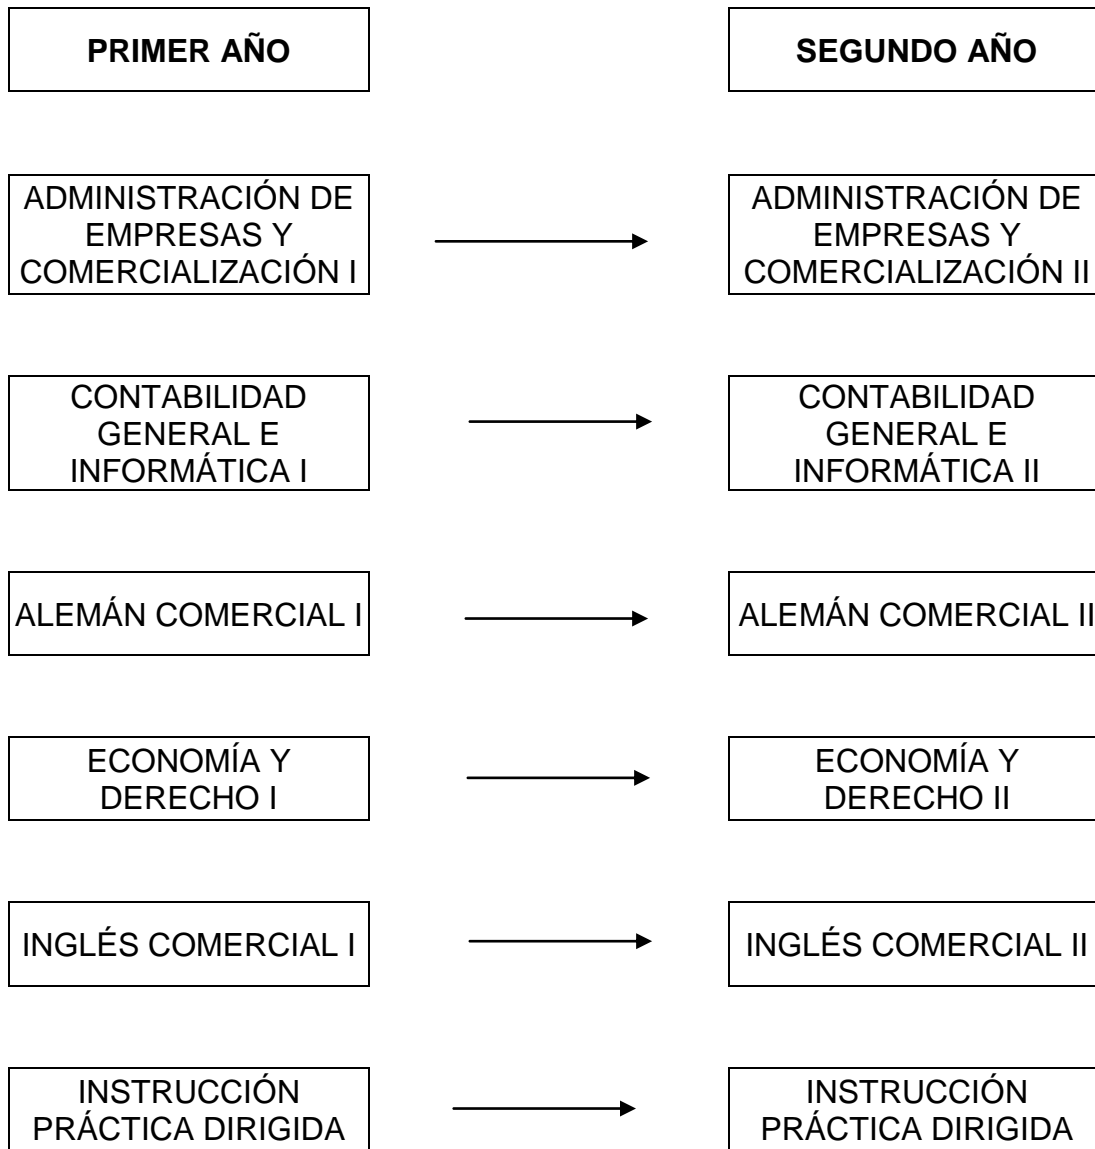 PRIMER AÑO
SEGUNDO AÑO
ADMINISTRACIÓN DE
EMPRESAS Y
COMERCIALIZACIÓN I
ADMINISTRACIÓN DE
EMPRESAS Y
COMERCIALIZACIÓN II
CONTABILIDAD
GENERAL E
INFORMÁTICA I
CONTABILIDAD
GENERAL E
INFORMÁTICA II
ALEMÁN COMERCIAL I
ALEMÁN COMERCIAL II
ECONOMÍA Y
DERECHO I
ECONOMÍA Y
DERECHO II
INGLÉS COMERCIAL I
INGLÉS COMERCIAL II
INSTRUCCIÓN
PRÁCTICA DIRIGIDA
INSTRUCCIÓN
PRÁCTICA DIRIGIDA